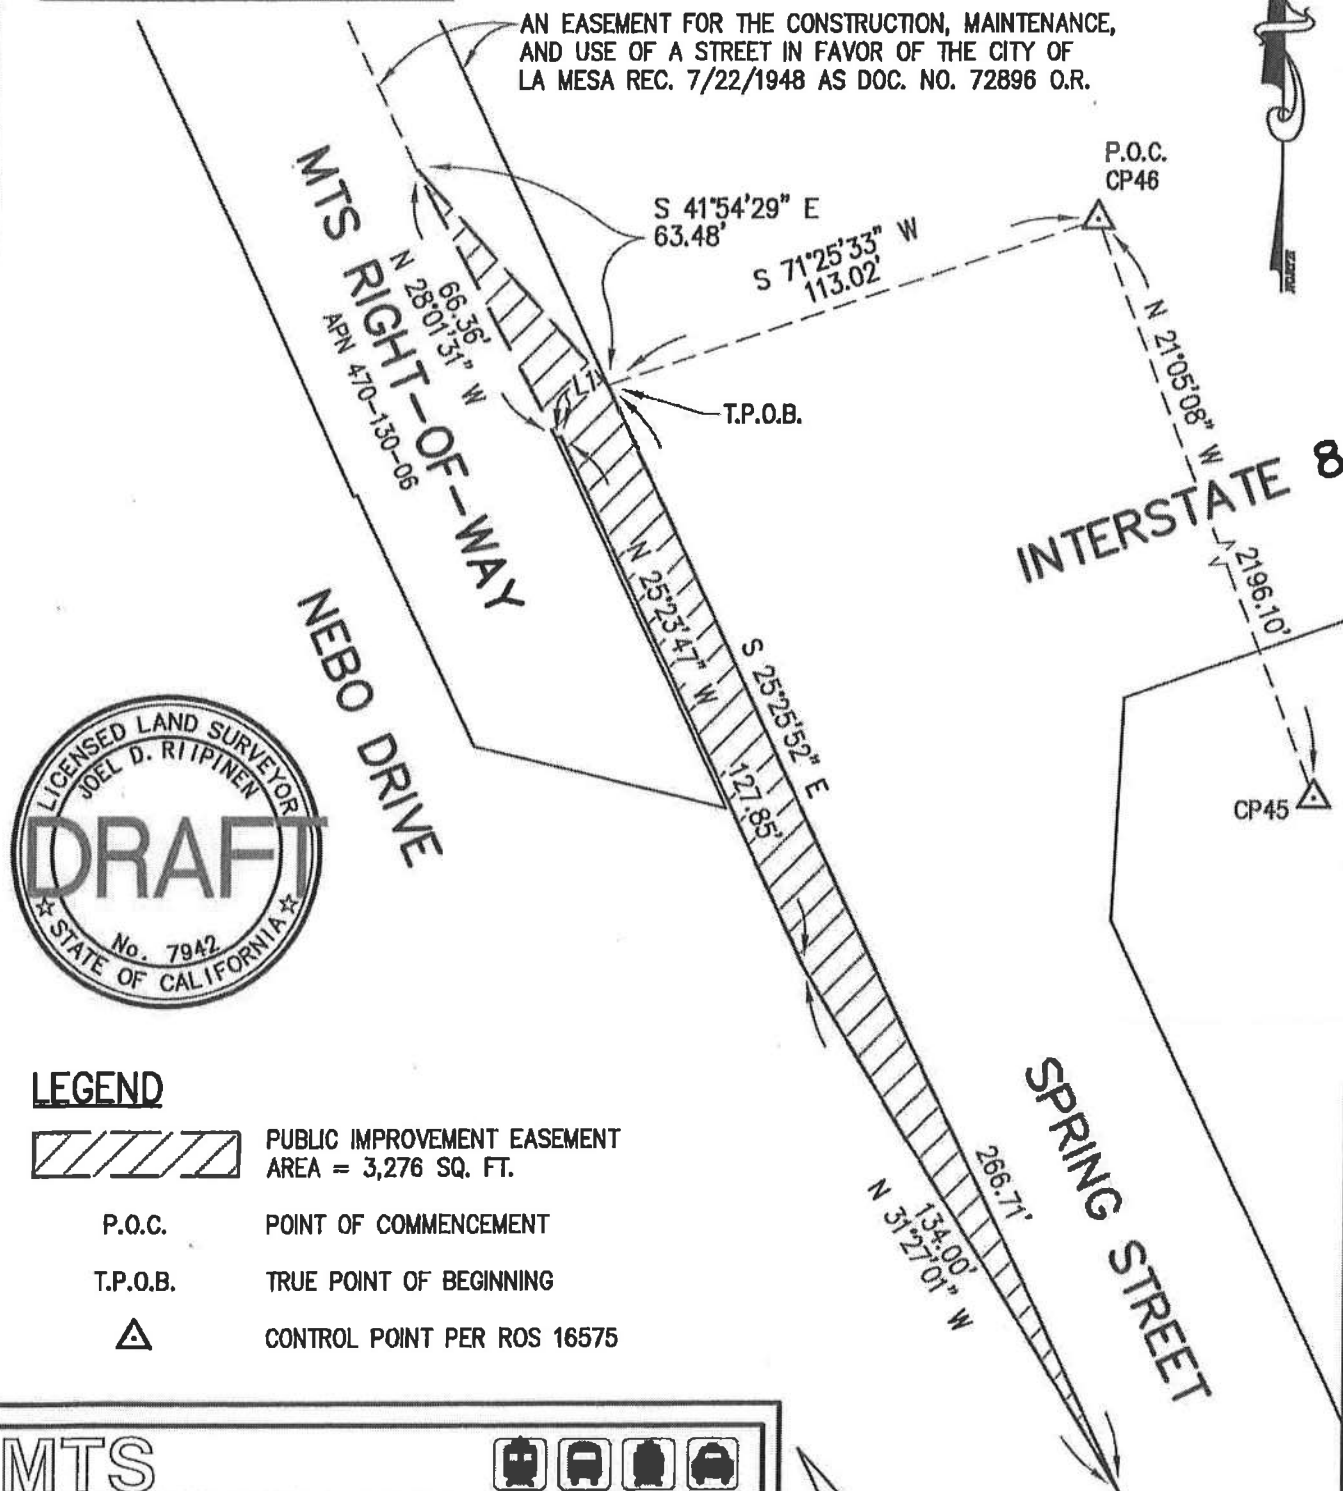 AN EASEMENT FOR THE CONSTRUCTION, MAINTENANCE,
AND USE OF A STREET IN FAVOR OF THE CITY OF
LA MESA REC. 7/22/1948 AS DOC. NO. 72896 O.R.
P.O.C.
CP46
S 41°54'29" E
63.48'
S 71°25'33" W
113.02'
N 21°05'08" W
2196.10'
MTS RIGHT-OF-WAY
APN 470-130-06
66.36'
N 28°01'31" W
L1
T.P.O.B.
INTERSTATE 8
N 25°23'47" W
127.85'
S 25°25'52" E
266.71'
NEBO DRIVE
CP45
LICENSED LAND SURVEYOR
JOEL D. RIIPINEN
DRAFT
No. 7942
STATE OF CALIFORNIA
SPRING STREET
134.00'
N 31°27'01" W
LEGEND
PUBLIC IMPROVEMENT EASEMENT
AREA = 3,276 SQ. FT.
P.O.C. POINT OF COMMENCEMENT
T.P.O.B. TRUE POINT OF BEGINNING
CONTROL POINT PER ROS 16575
MTS